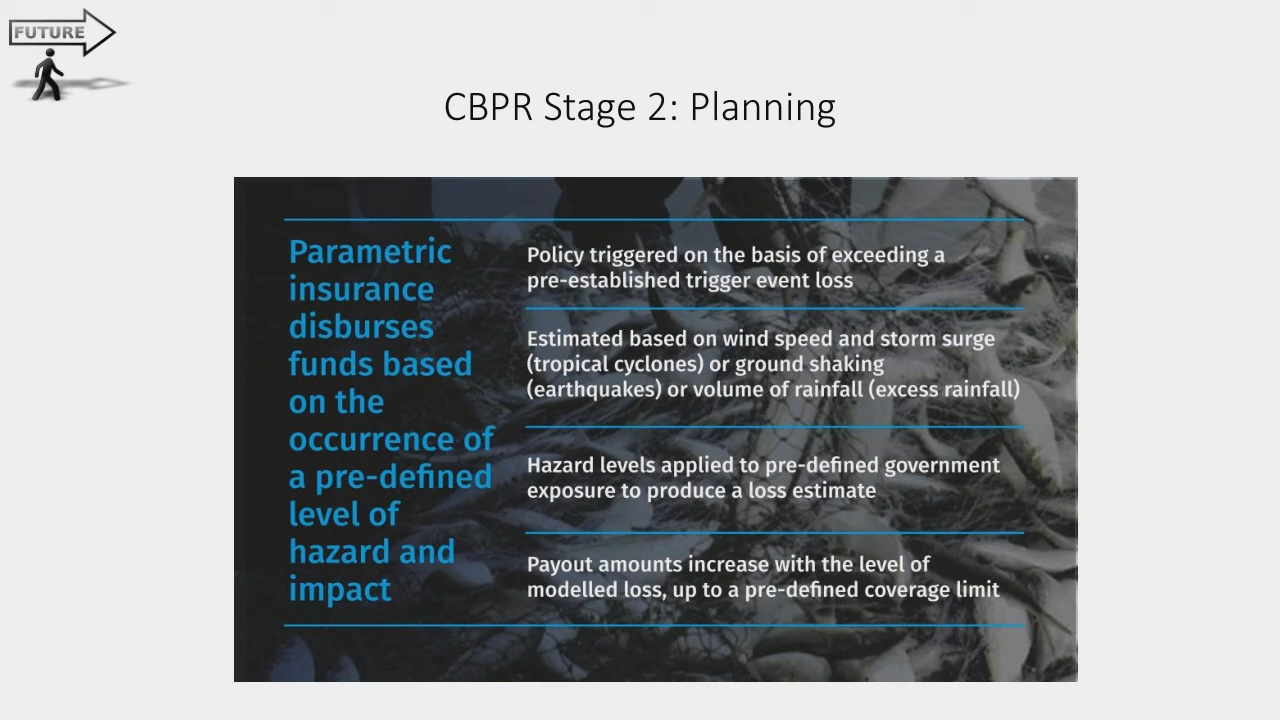 FUTURE
CBPR Stage 2: Planning
Parametric
insurance
disburses
funds based
on the
occurrence of
a pre-defined
level of
hazard and
impact
Policy triggered on the basis of exceeding a
pre-established trigger event loss
Estimated based on wind speed and storm surge
(tropical cyclones) or ground shaking
(earthquakes) or volume of rainfall (excess rainfall)
Hazard levels applied to pre-defined government
exposure to produce a loss estimate
Payout amounts increase with the level of
modelled loss, up to a pre-defined coverage limit